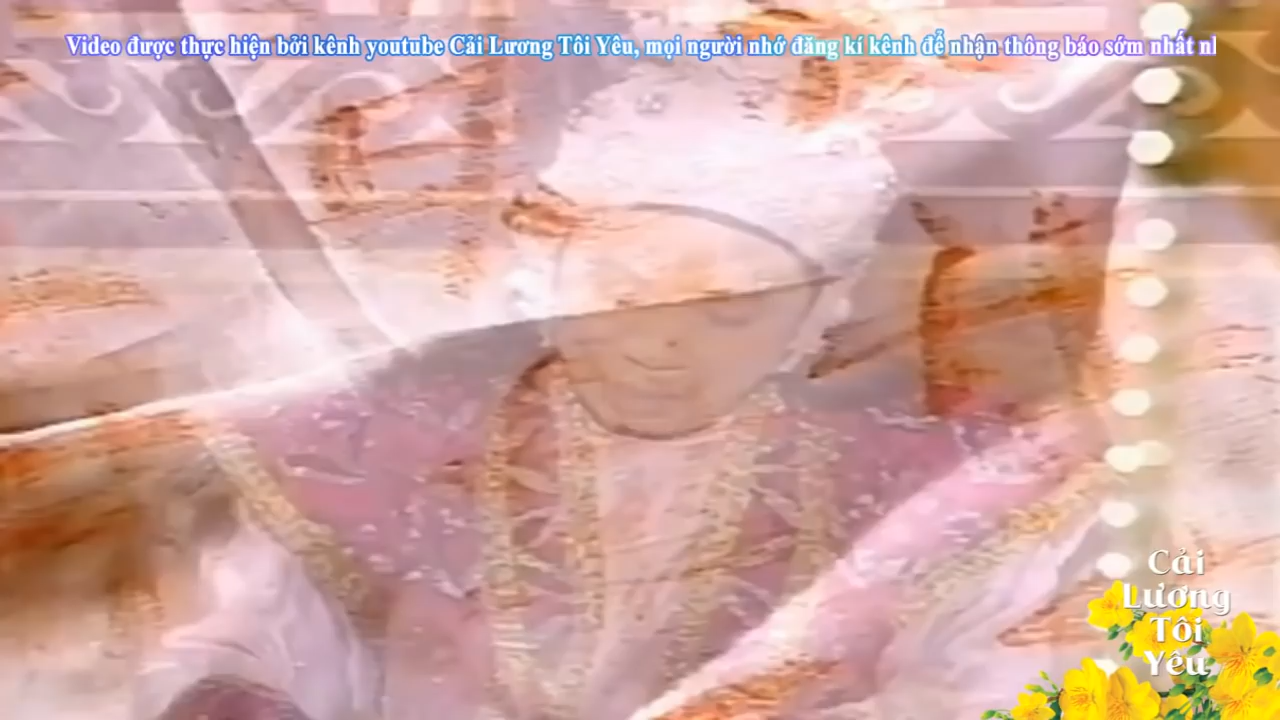 Video được thực hiện bởi kênh youtube Cải Lương Tôi Yêu, mọi người nhớ đăng kí kênh để nhận thông báo sớm nhất
Cải
Lương
Tôi
Yêu